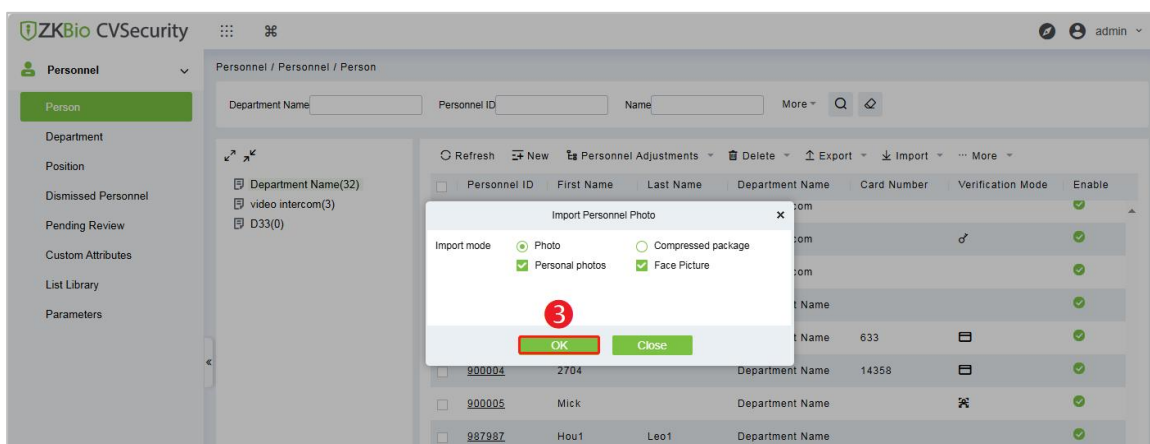 ZKBio CVSecurity
admin
Personnel
Personnel / Personnel / Person
Person
Department
Position
Dismissed Personnel
Pending Review
Custom Attributes
List Library
Parameters
Department Name
Personnel ID
Name
More
Department Name(32)
video intercom(3)
D33(0)
Refresh New Personnel Adjustments Delete Export Import ··· More
Personnel ID First Name Last Name Department Name Card Number Verification Mode Enable
com
com
com
t Name
t Name 633
900004 2704 Department Name 14358
900005 Mick Department Name
987987 Hou1 Leo1 Department Name
Import Personnel Photo
Import mode Photo Compressed package
Personal photos Face Picture
3
OK Close